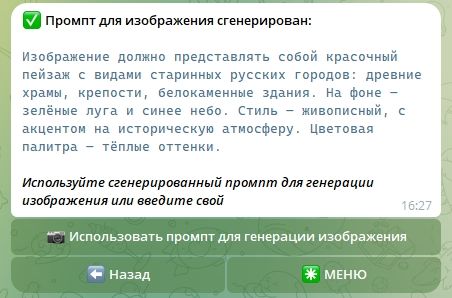 ✅ Промпт для изображения сгенерирован:
Изображение должно представлять собой красочный
пейзаж с видами старинных русских городов: древние
храмы, крепости, белокаменные здания. На фоне –
зелёные луга и синее небо. Стиль – живописный, с
акцентом на историческую атмосферу. Цветовая
палитра – тёплые оттенки.
Используйте сгенерированный промпт для генерации
изображения или введите свой
16:27
📷 Использовать промпт для генерации изображения
⬅️ Назад
✳️ МЕНЮ